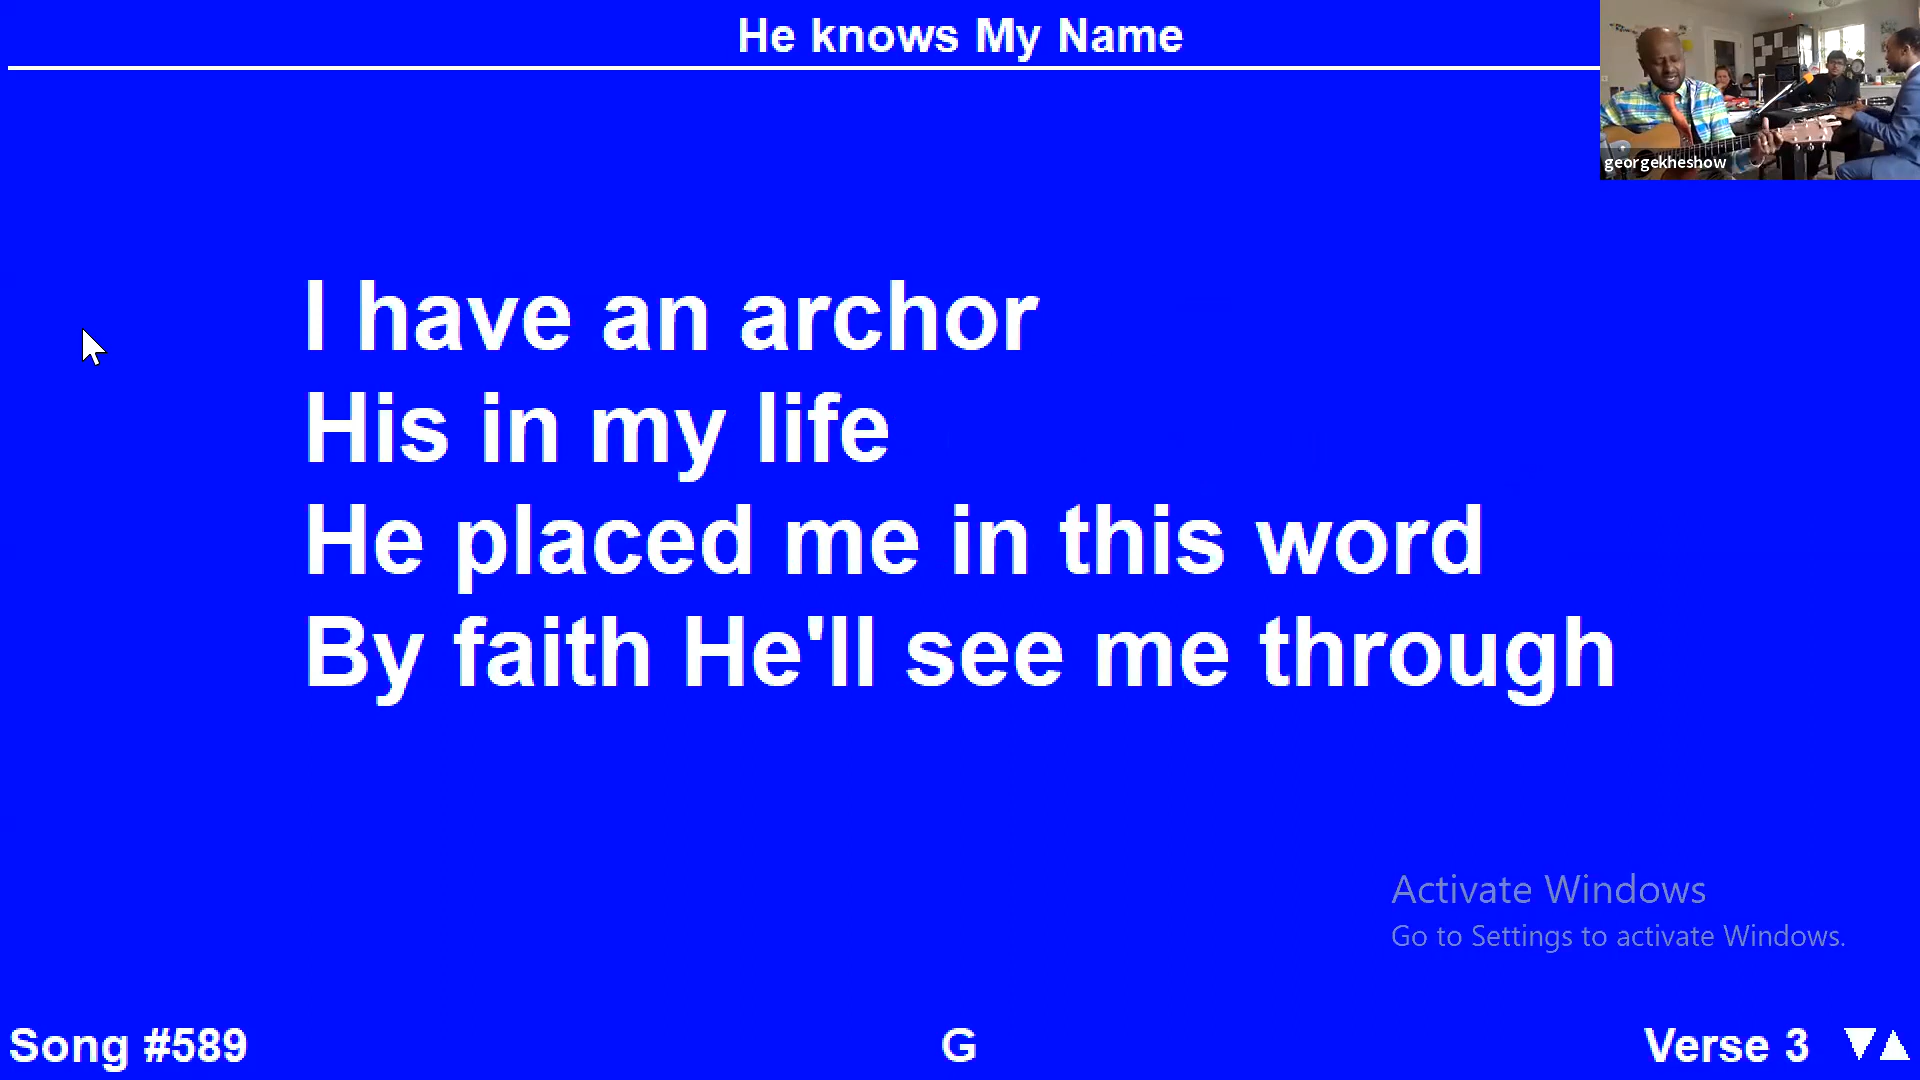 He knows My Name
georgekheshow
I have an archor
His in my life
He placed me in this word
By faith He'll see me through
Activate Windows
Go to Settings to activate Windows.
Song #589
G
Verse 3